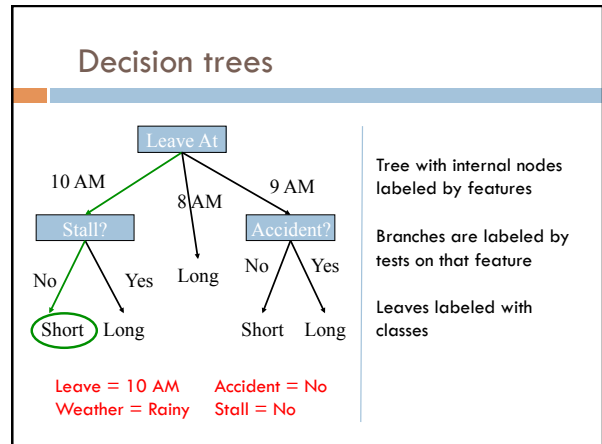 Decision trees
Leave At
10 AM
8 AM
9 AM
Stall?
Accident?
No
Yes
Long
No
Yes
Short
Long
Short
Long
Leave = 10 AM Accident = No
Weather = Rainy Stall = No
Tree with internal nodes
labeled by features
Branches are labeled by
tests on that feature
Leaves labeled with
classes